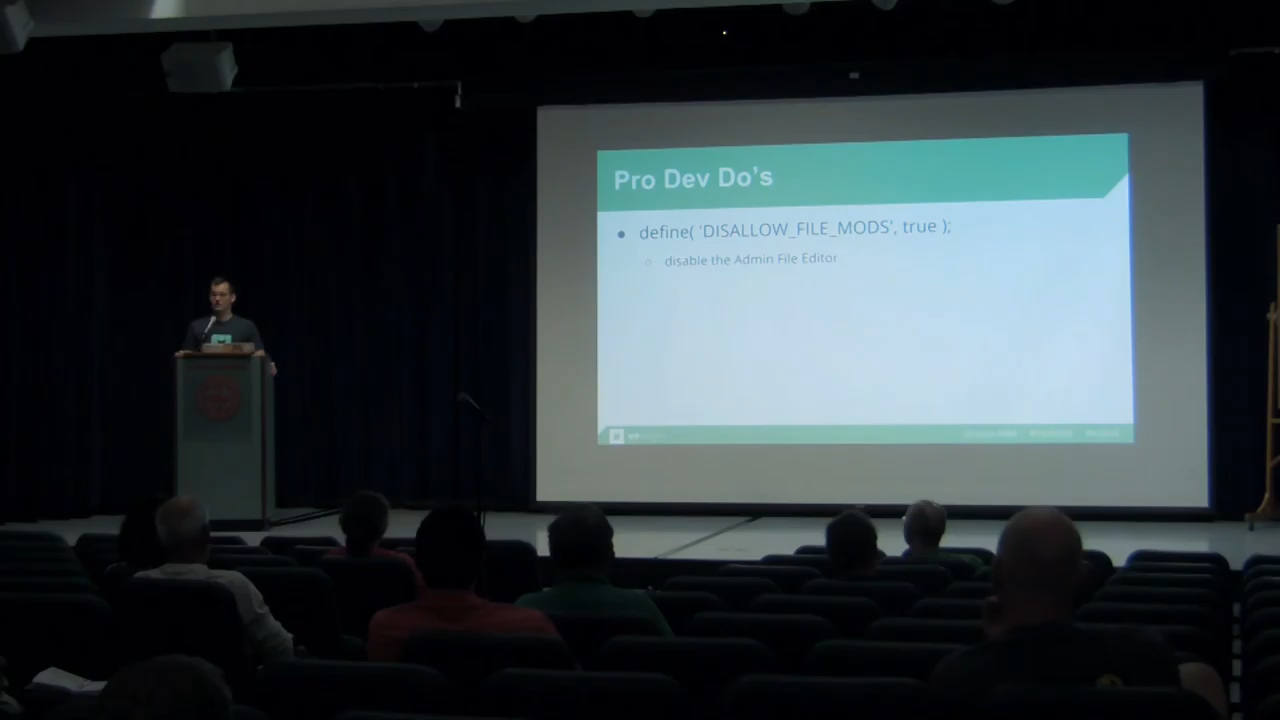 Pro Dev Do's
● define( 'DISALLOW_FILE_MODS', true );
○ disable the Admin File Editor